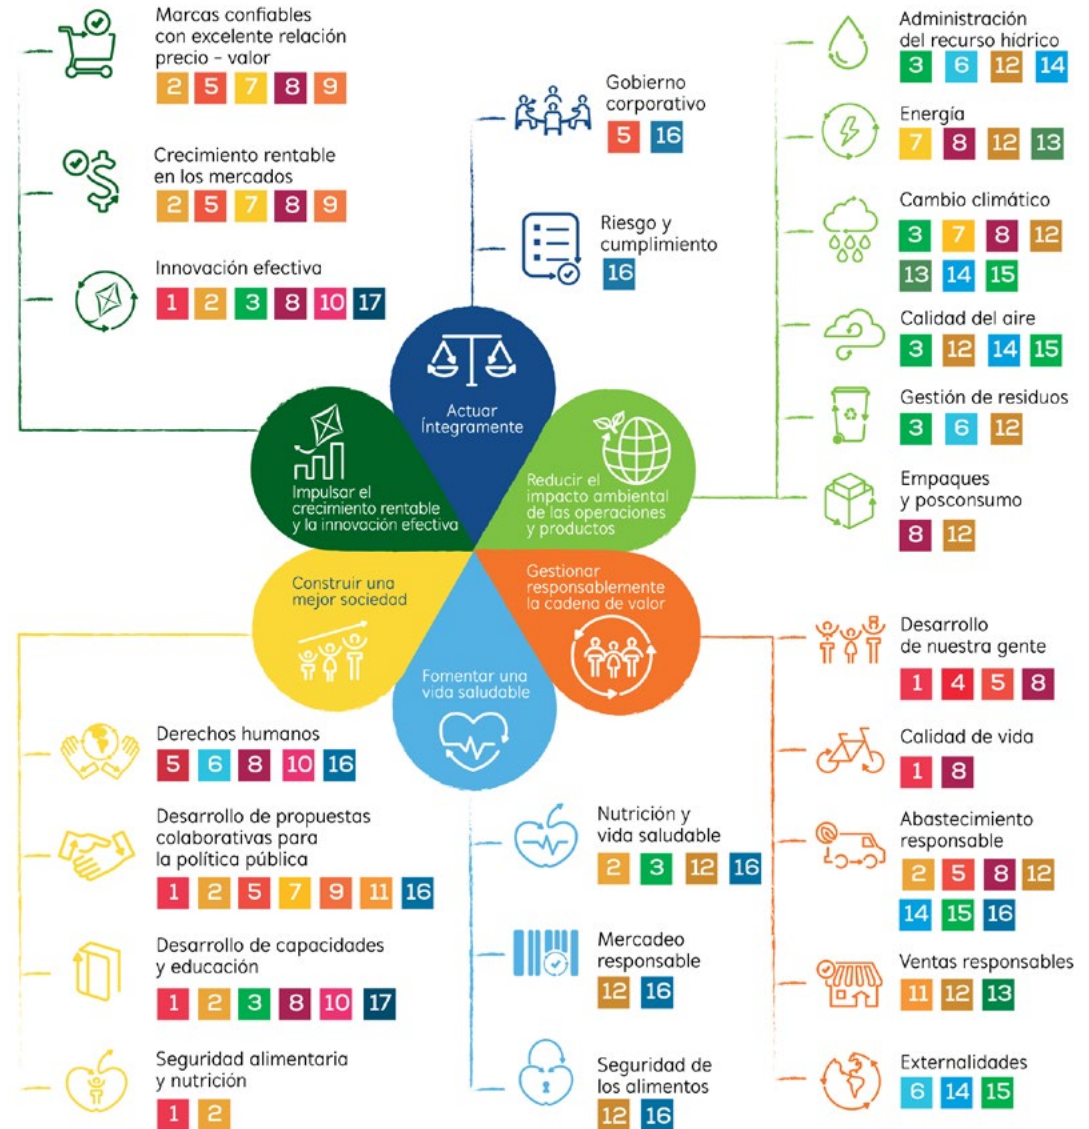 Marcas confiables
con excelente relación
precio - valor
2 5 7 8 9
Crecimiento rentable
en los mercados
2 5 7 8 9
Innovación efectiva
1 2 3 8 10 17
Gobierno
corporativo
5 16
Riesgo y
cumplimiento
16
Administración
del recurso hídrico
3 6 12 14
Energía
7 8 12 13
Cambio climático
3 7 8 12
13 14 15
Calidad del aire
3 12 14 15
Gestión de residuos
3 6 12
Empaques
y posconsumo
8 12
Actuar
Íntegramente
Impulsar el
crecimiento rentable
y la innovación efectiva
Reducir el
impacto ambiental
de las operaciones
y productos
Construir una
mejor sociedad
Fomentar una
vida saludable
Gestionar
responsablemente
la cadena de valor
Derechos humanos
5 6 8 10 16
Desarrollo de propuestas
colaborativas para
la política pública
1 2 5 7 9 11 16
Desarrollo de capacidades
y educación
1 2 3 8 10 17
Seguridad alimentaria
y nutrición
1 2
Nutrición y
vida saludable
2 3 12 16
Mercadeo
responsable
12 16
Seguridad de
los alimentos
12 16
Desarrollo
de nuestra gente
1 4 5 8
Calidad de vida
1 8
Abastecimiento
responsable
2 5 8 12
14 15 16
Ventas responsables
11 12 13
Externalidades
6 14 15